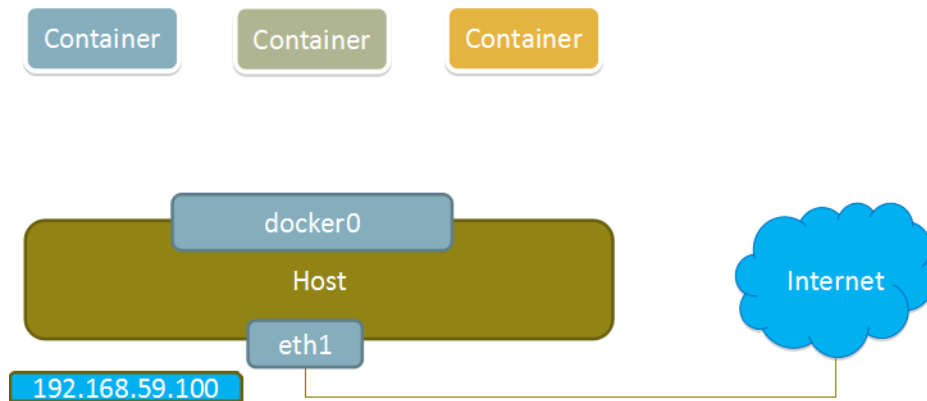 Container
Container
Container
docker0
Host
Internet
eth1
192.168.59.100